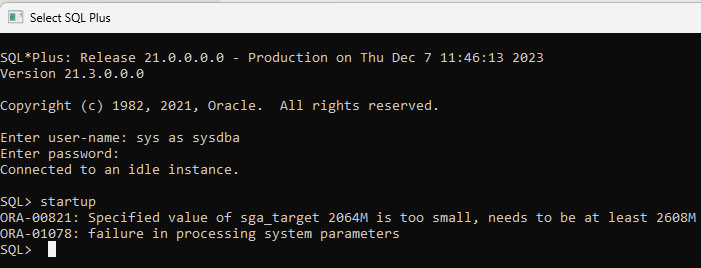 Select SQL Plus
SQL*Plus: Release 21.0.0.0.0 - Production on Thu Dec 7 11:46:13 2023
Version 21.3.0.0.0
Copyright (c) 1982, 2021, Oracle.  All rights reserved.
Enter user-name: sys as sysdba
Enter password:
Connected to an idle instance.
SQL> startup
ORA-00821: Specified value of sga_target 2064M is too small, needs to be at least 2608M
ORA-01078: failure in processing system parameters
SQL>